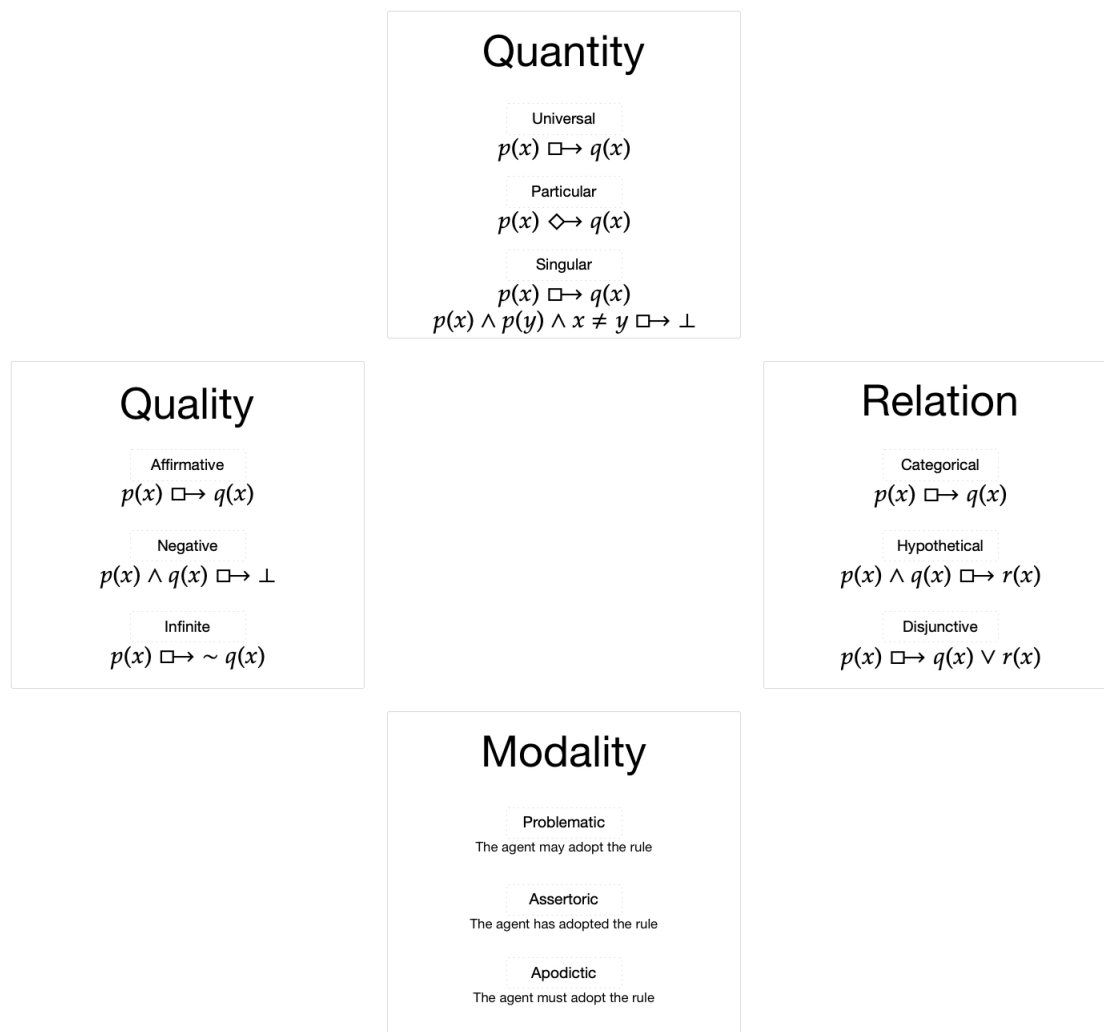 Quantity
Universal
p(x) □→ q(x)
Particular
p(x) ◇→ q(x)
Singular
p(x) □→ q(x)
p(x) ∧ p(y) ∧ x ≠ y □→ ⊥
Quality
Affirmative
p(x) □→ q(x)
Negative
p(x) ∧ q(x) □→ ⊥
Infinite
p(x) □→ ∼ q(x)
Relation
Categorical
p(x) □→ q(x)
Hypothetical
p(x) ∧ q(x) □→ r(x)
Disjunctive
p(x) □→ q(x) ∨ r(x)
Modality
Problematic
The agent may adopt the rule
Assertoric
The agent has adopted the rule
Apodictic
The agent must adopt the rule